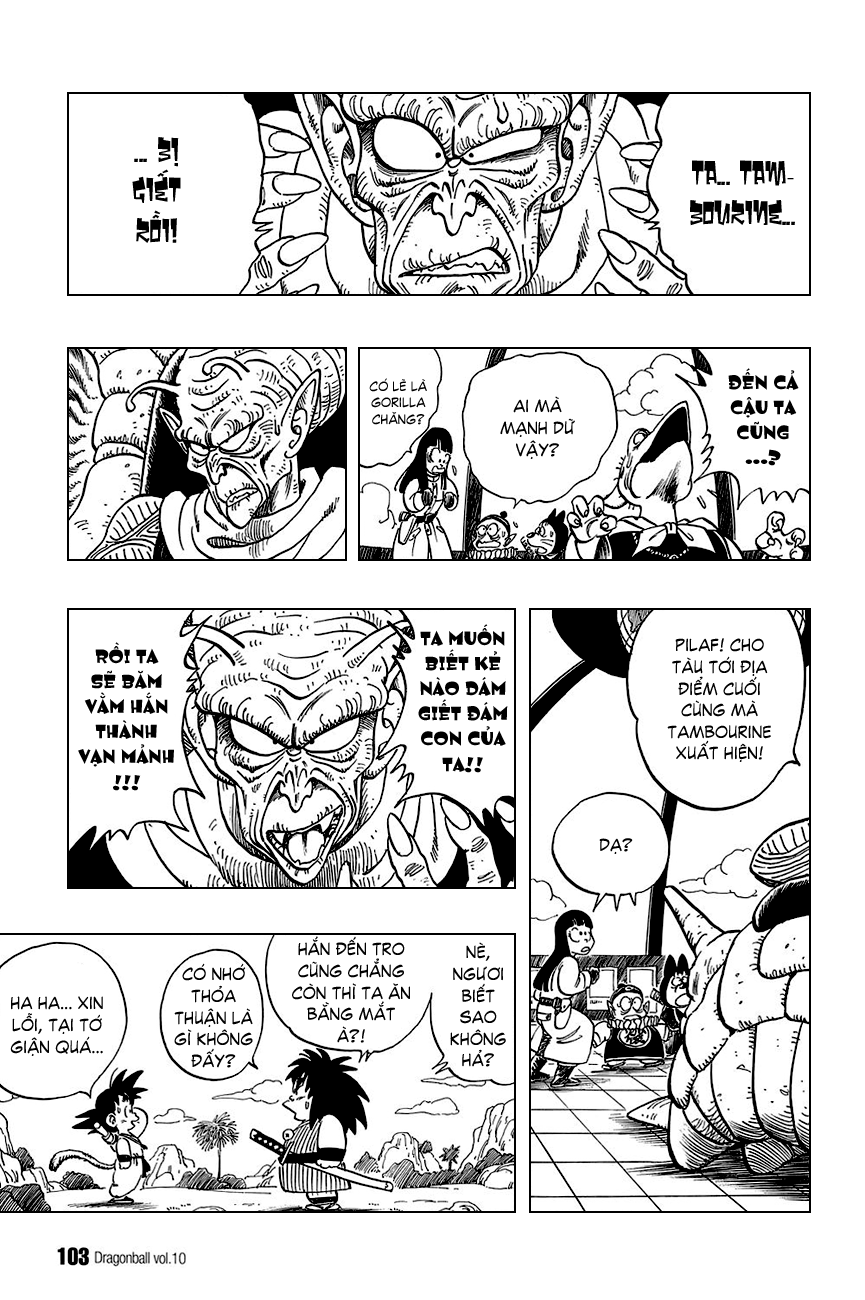 TA... TAM-
BOURINE...
... BỊ
GIẾT
RỒI!
ĐẾN CẢ
CẬU TA
CŨNG
...?
AI MÀ
MẠNH DỮ
VẬY?
CÓ LẼ LÀ
GORILLA
CHĂNG?
PILAF! CHO
TÀU TỚI ĐỊA
ĐIỂM CUỐI
CÙNG MÀ
TAMBOURINE
XUẤT HIỆN!
DẠ?
TA MUỐN
BIẾT KẺ
NÀO DÁM
GIẾT ĐÁM
CON CỦA
TA!!
RỒI TA
SẼ BĂM
VẰM HẮN
THÀNH
VẠN MẢNH
!!!
NÈ,
NGƯƠI
BIẾT
SAO
KHÔNG
HẢ?
HẮN ĐẾN TRO
CŨNG CHẲNG
CÒN THÌ TA ĂN
BẰNG MẮT
À?!
CÓ NHỚ
THỎA
THUẬN LÀ
GÌ KHÔNG
ĐẤY?
HA HA... XIN
LỖI, TẠI TỚ
GIẬN QUÁ...
103 Dragonball vol.10